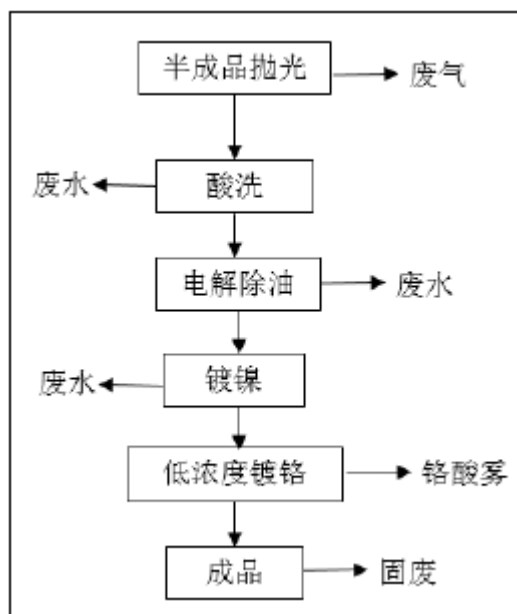 半成品抛光
废气
废水
酸洗
电解除油
废水
废水
镀镍
低浓度镀铬
铬酸雾
成品
固废